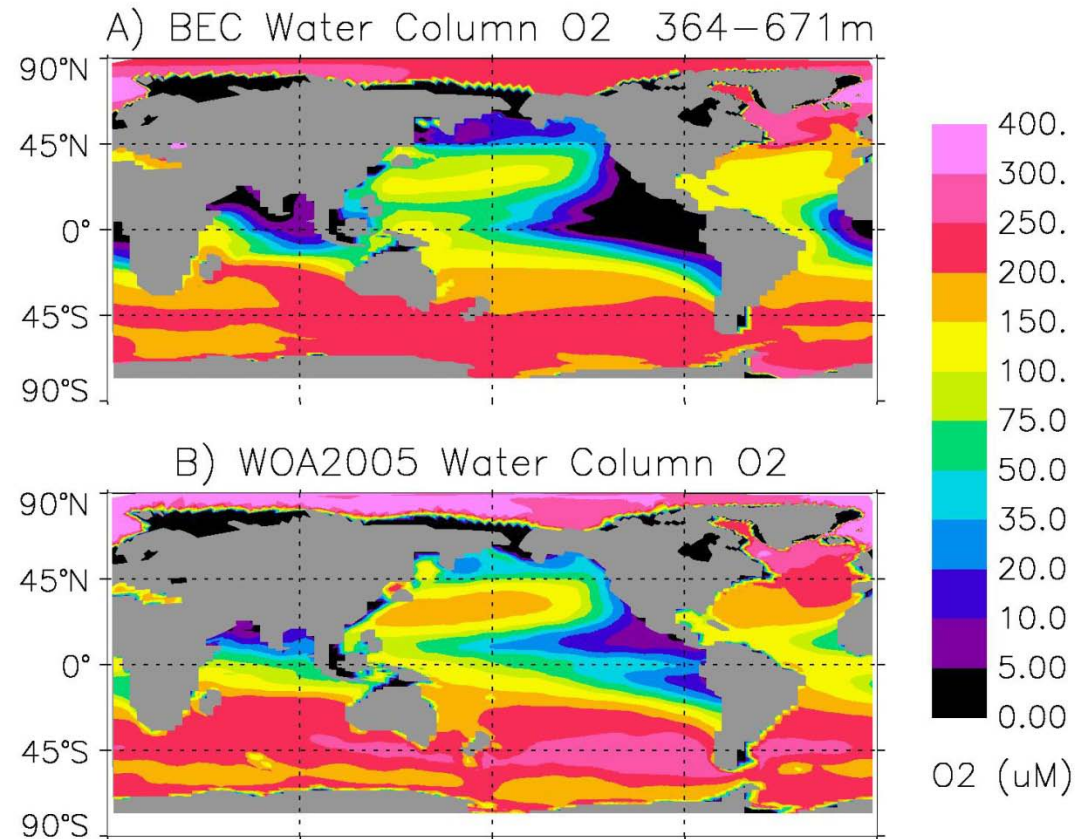 A) BEC Water Column O2 364–671m
90°N
45°N
0°
45°S
90°S
B) WOA2005 Water Column O2
90°N
45°N
0°
45°S
90°S
400.
300.
250.
200.
150.
100.
75.0
50.0
35.0
20.0
10.0
5.00
0.00
O2 (uM)